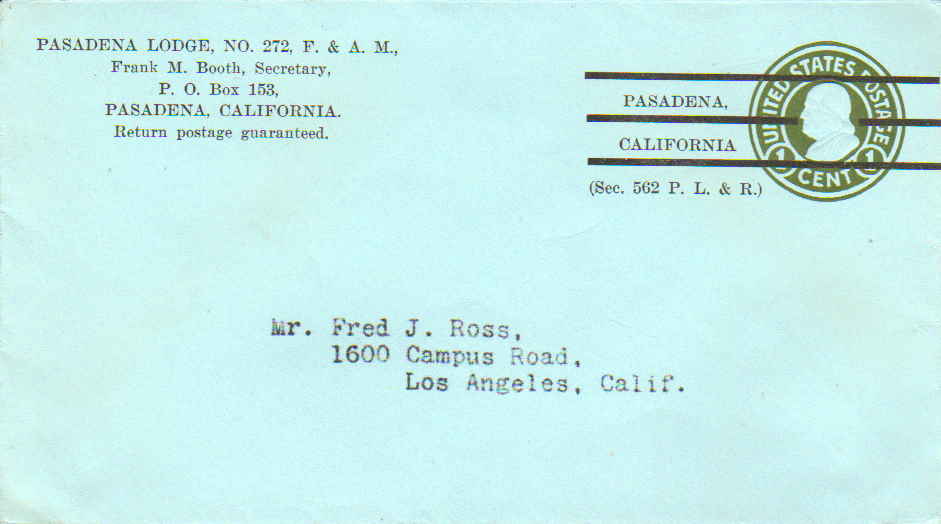 PASADENA LODGE, NO. 272, F. & A. M.,
Frank M. Booth, Secretary,
P. O. Box 153,
PASADENA, CALIFORNIA.
Return postage guaranteed.
PASADENA,
CALIFORNIA
(Sec. 562 P. L. & R.)
UNITED STATES POSTAGE
1 CENT 1
Mr. Fred J. Ross,
1600 Campus Road,
Los Angeles, Calif.